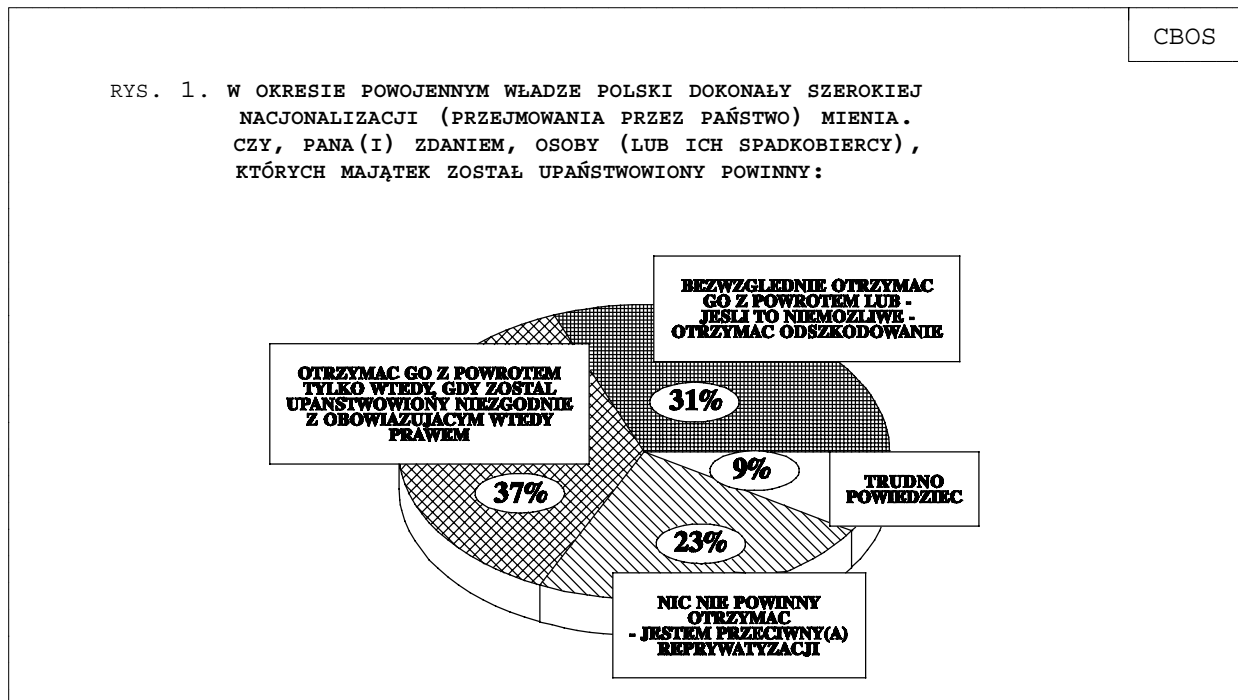 CBOS
RYS. 1. W OKRESIE POWOJENNYM WŁADZE POLSKI DOKONAŁY SZEROKIEJ
NACJONALIZACJI (PRZEJMOWANIA PRZEZ PAŃSTWO) MIENIA.
CZY, PANA(I) ZDANIEM, OSOBY (LUB ICH SPADKOBIERCY),
KTÓRYCH MAJĄTEK ZOSTAŁ UPAŃSTWOWIONY POWINNY:
BEZWZGLEDNIE OTRZYMAC
GO Z POWROTEM LUB -
JESLI TO NIEMOZLIWE -
OTRZYMAC ODSZKODOWANIE
31%
OTRZYMAC GO Z POWROTEM
TYLKO WTEDY, GDY ZOSTAL
UPANSTWOWIONY NIEZGODNIE
Z OBOWIAZUJACYM WTEDY
PRAWEM
37%
9%
TRUDNO
POWIEDZIEC
23%
NIC NIE POWINNY
OTRZYMAC
- JESTEM PRZECIWNY(A)
REPRYWATYZACJI